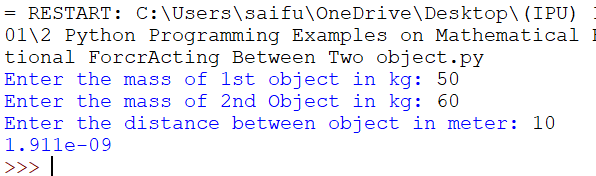 = RESTART: C:\Users\saifu\OneDrive\Desktop\(IPU)
01\2 Python Programming Examples on Mathematical
tional ForcrActing Between Two object.py
Enter the mass of 1st object in kg: 50
Enter the mass of 2nd Object in kg: 60
Enter the distance between object in meter: 10
1.911e-09
>>>